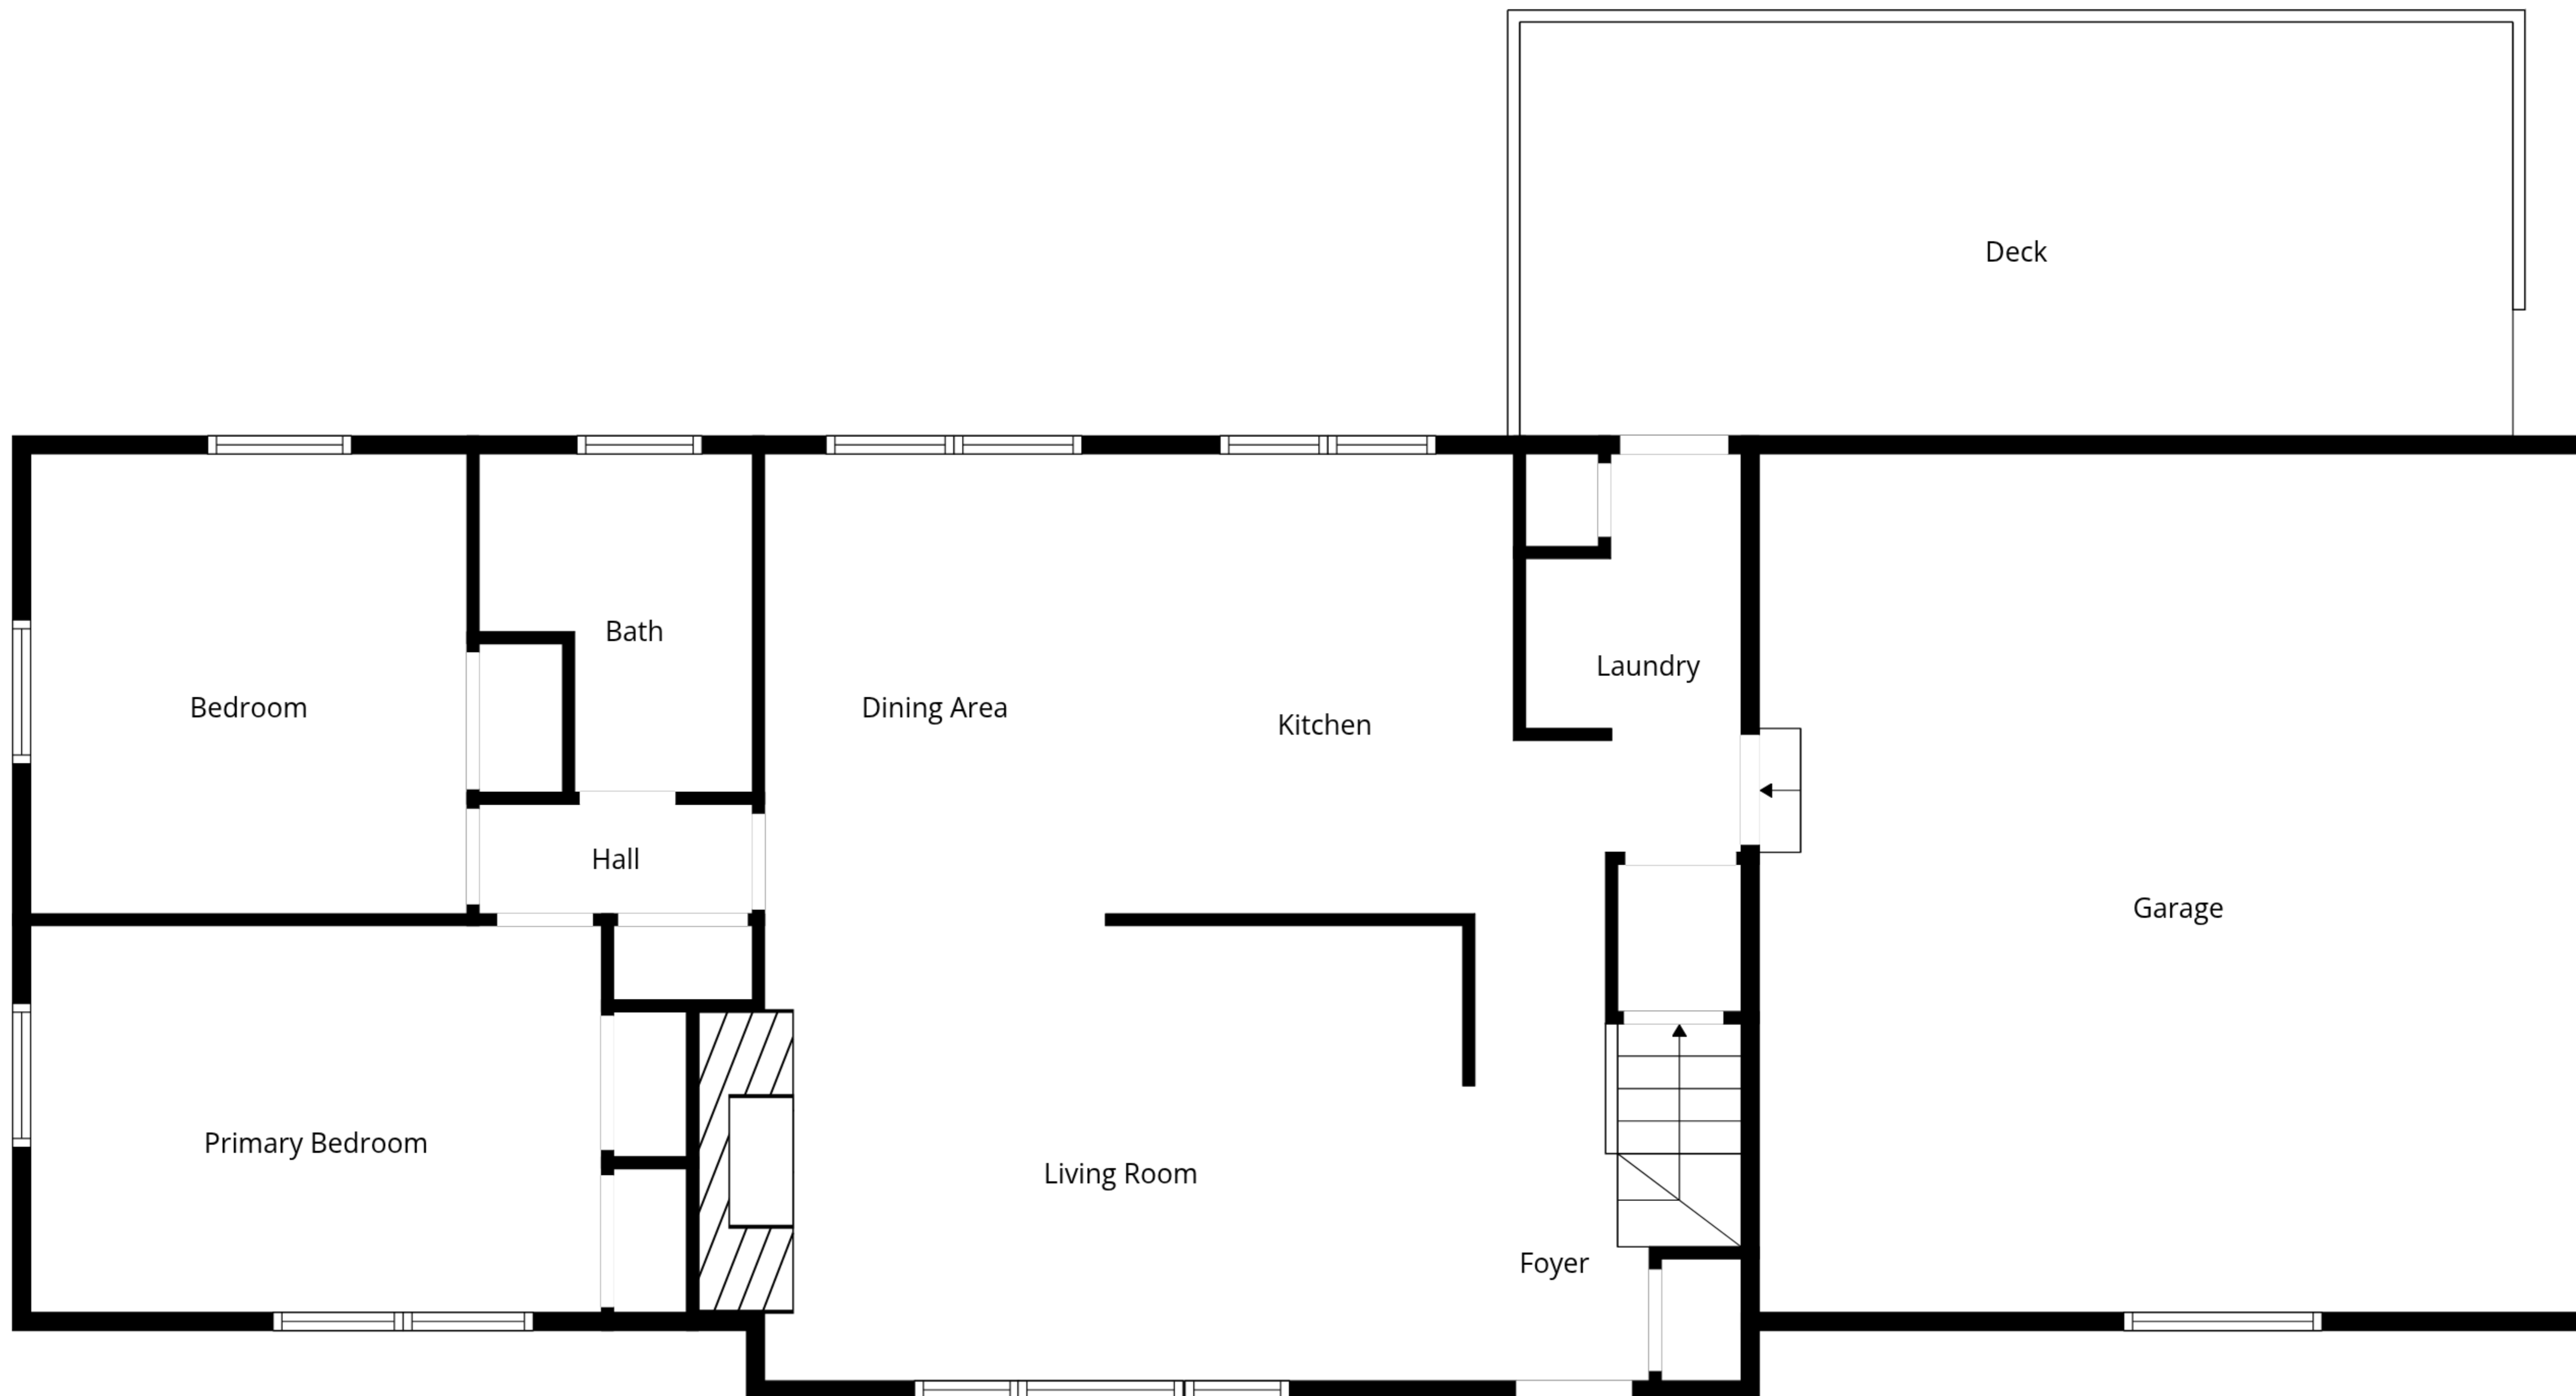 Deck
Bath
Laundry
Bedroom
Dining Area
Kitchen
Hall
Garage
Primary Bedroom
Living Room
Foyer